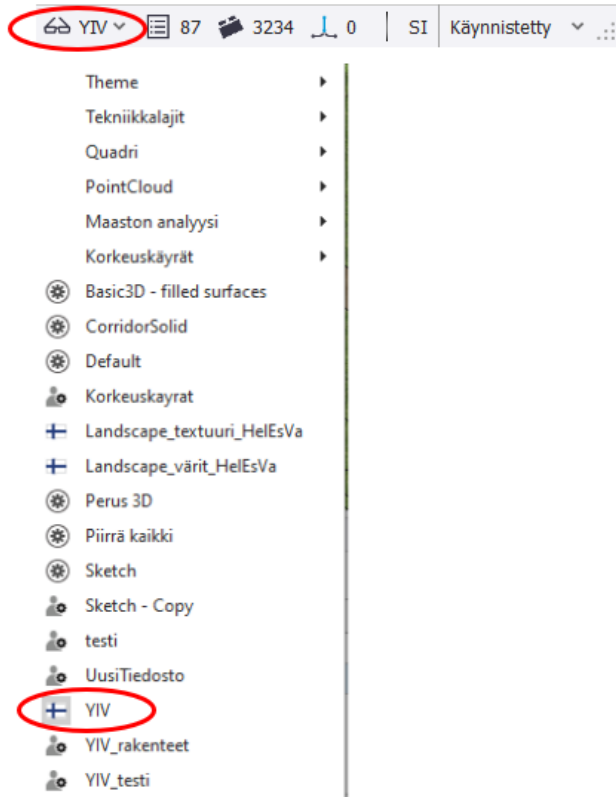 YIV 87 3234 0 SI Käynnistetty
Theme
Tekniikkalajit
Quadri
PointCloud
Maaston analyysi
Korkeuskäyrät
Basic3D - filled surfaces
CorridorSolid
Default
Korkeuskayrat
Landscape_textuuri_HelEsVa
Landscape_värit_HelEsVa
Perus 3D
Piirrä kaikki
Sketch
Sketch - Copy
testi
UusiTiedosto
YIV
YIV_rakenteet
YIV_testi